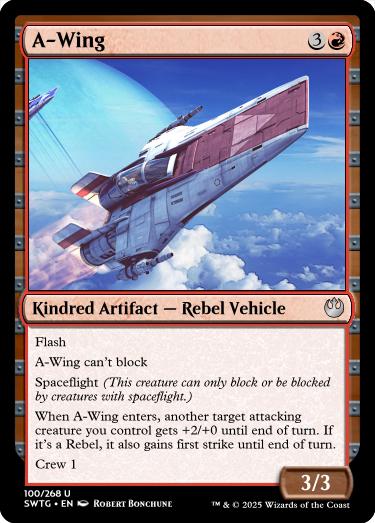 A-Wing 3
Kindred Artifact — Rebel Vehicle
Flash
A-Wing can't block
Spaceflight (This creature can only block or be blocked
by creatures with spaceflight.)
When A-Wing enters, another target attacking
creature you control gets +2/+0 until end of turn. If
it's a Rebel, it also gains first strike until end of turn.
Crew 1
3/3
100/268 U
SWTG • EN Robert Bonchune ™ & © 2025 Wizards of the Coast